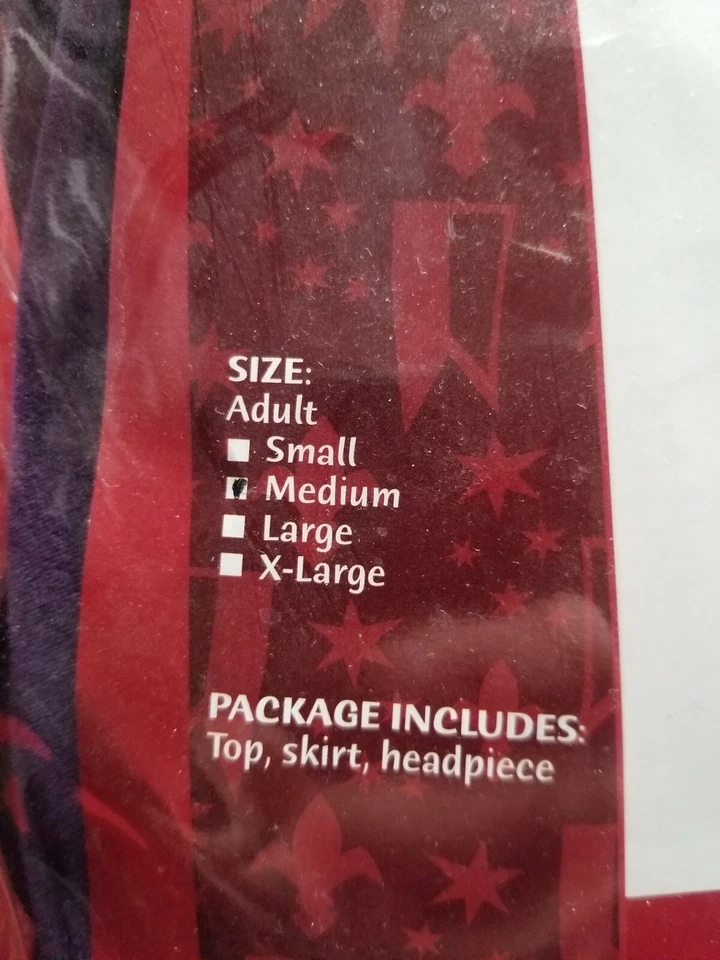 SIZE:
Adult
Small
Medium
Large
X-Large
PACKAGE INCLUDES:
Top, skirt, headpiece